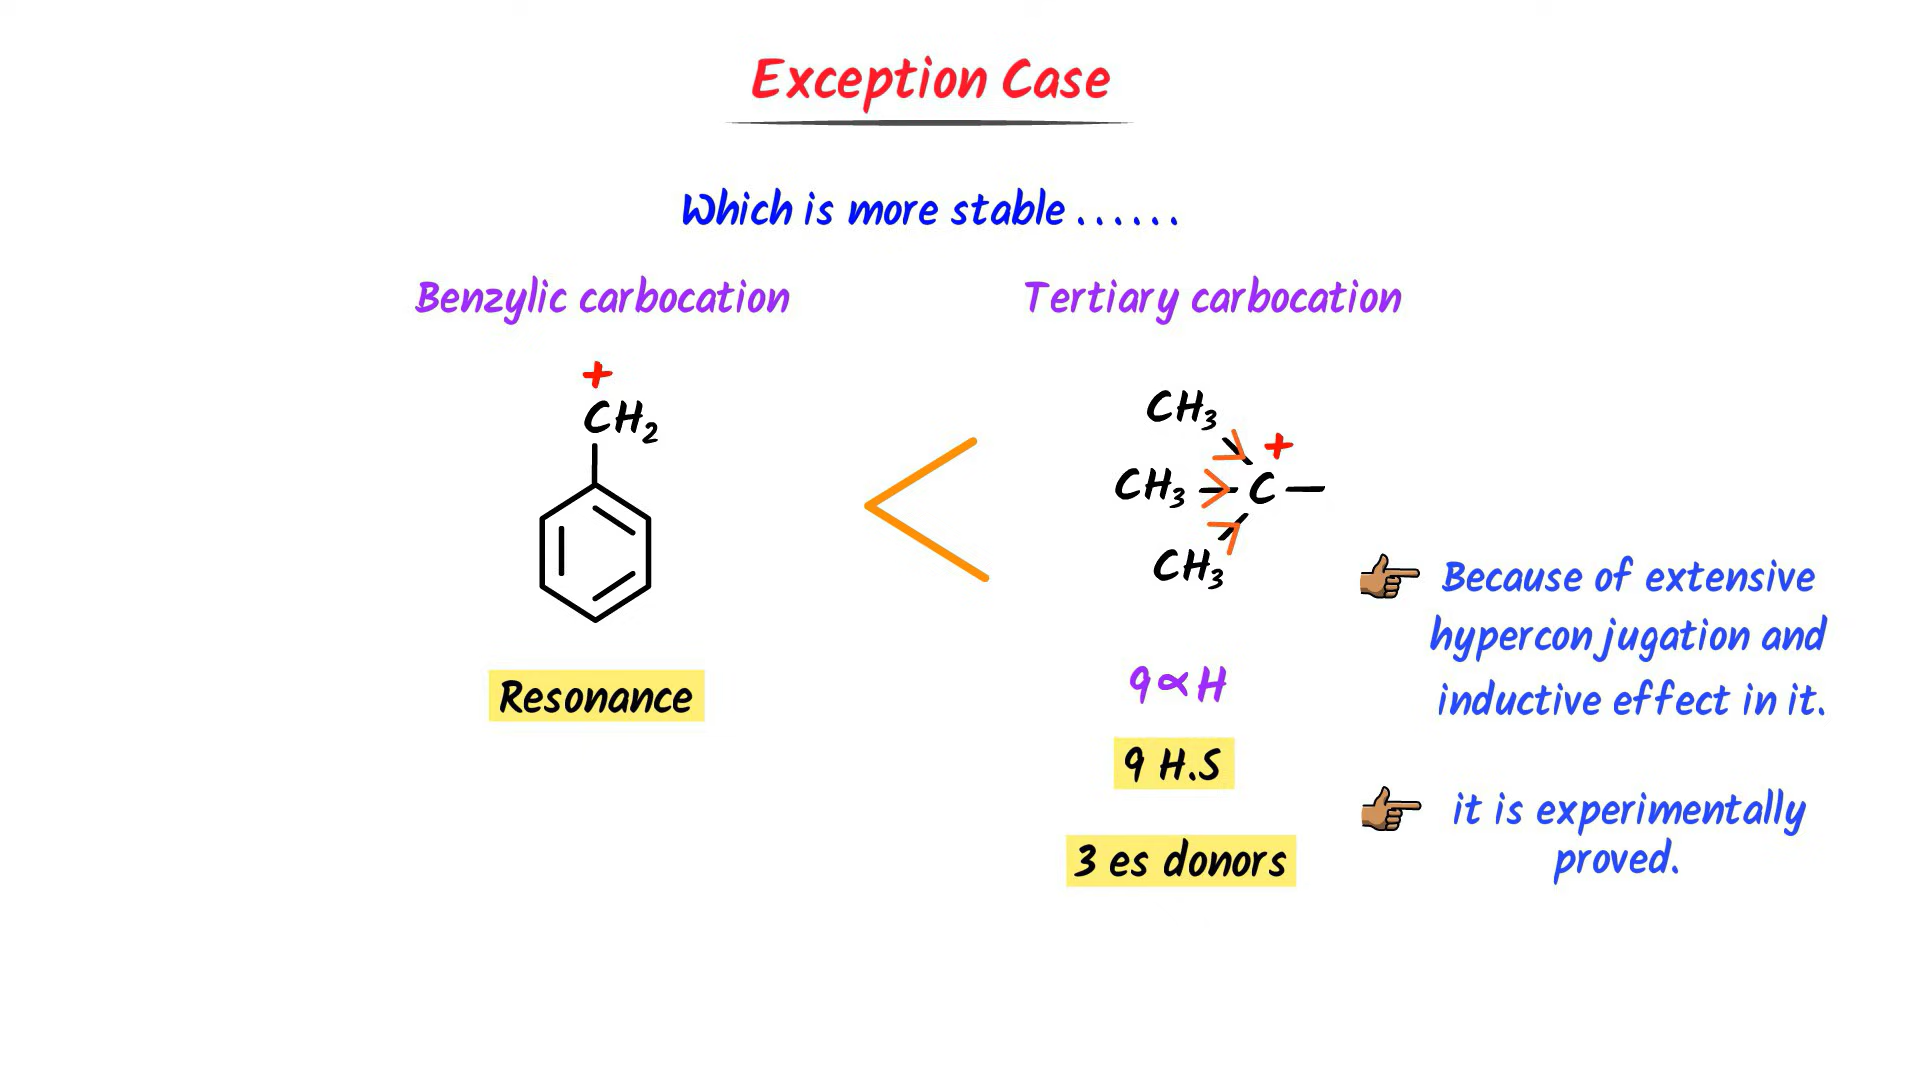 Exception Case
Which is more stable ......
Benzylic carbocation
Tertiary carbocation
+
CH₂
Resonance
<
CH₃
+
CH₃ — C —
CH₃
9 ∝ H
9 H.S
3 es donors
Because of extensive
hyperconjugation and
inductive effect in it.
it is experimentally
proved.